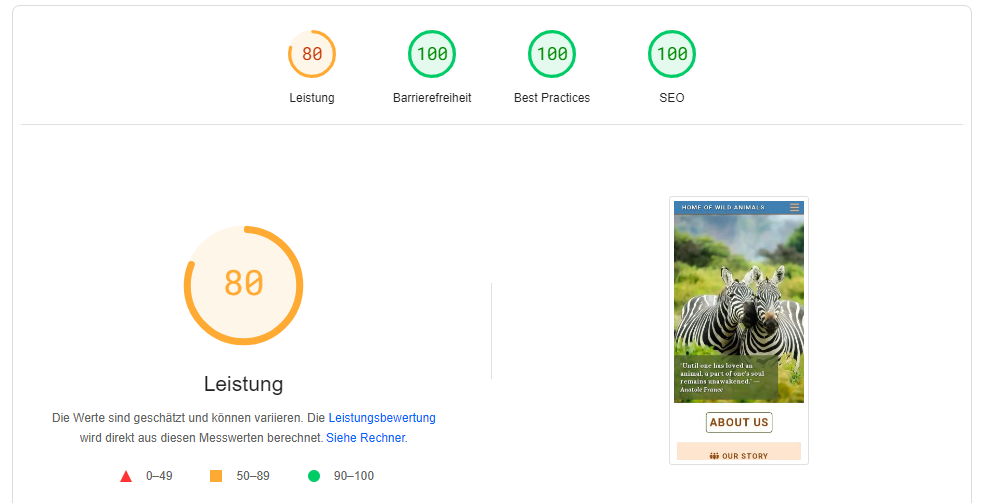 80
100
100
100
Leistung
Barrierefreiheit
Best Practices
SEO
80
Leistung
Die Werte sind geschätzt und können variieren. Die Leistungsbewertung
wird direkt aus diesen Messwerten berechnet. Siehe Rechner.
0–49
50–89
90–100
HOME OF WILD ANIMALS
"Until one has loved an
animal, a part of one's soul
remains unawakened." —
Anatole France
ABOUT US
OUR STORY